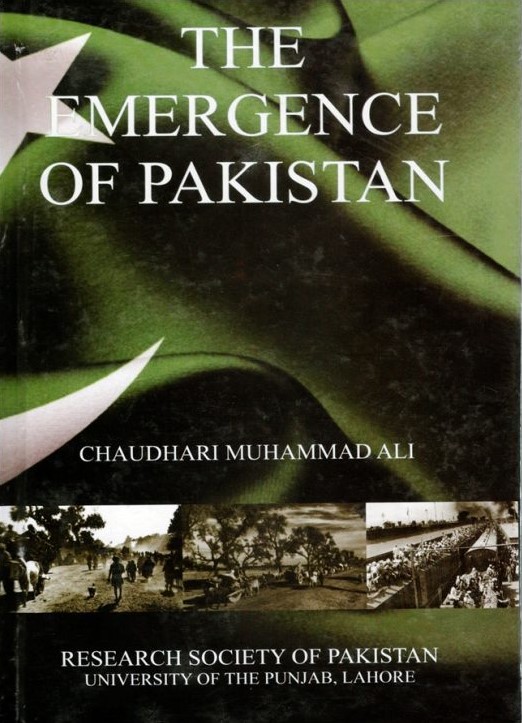 THE
EMERGENCE
OF PAKISTAN
CHAUDHARI MUHAMMAD ALI
RESEARCH SOCIETY OF PAKISTAN
UNIVERSITY OF THE PUNJAB, LAHORE